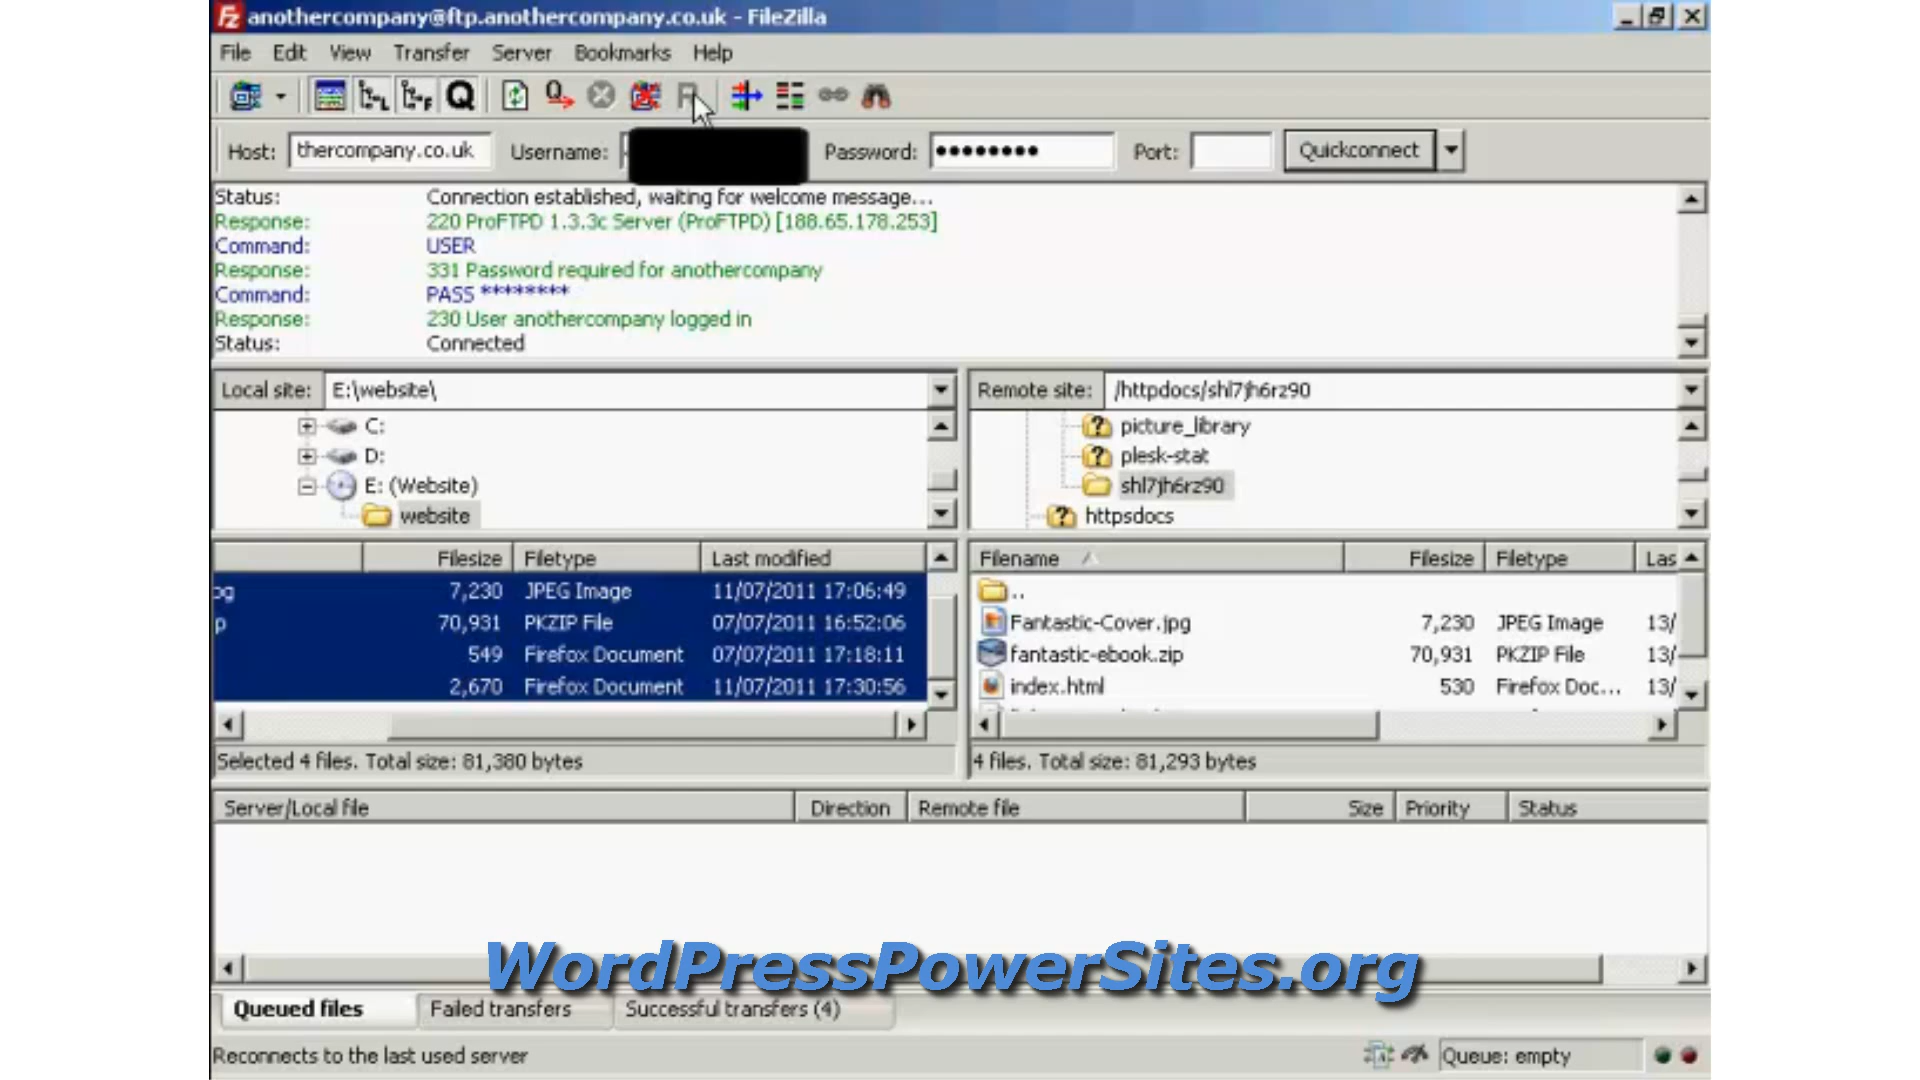 anothercompany@ftp.anothercompany.co.uk - FileZilla
File Edit View Transfer Server Bookmarks Help
Host: thercompany.co.uk Username: Password: ●●●●●●●● Port: Quickconnect
Status: Connection established, waiting for welcome message...
Response: 220 ProFTPD 1.3.3c Server (ProFTPD) [188.65.178.253]
Command: USER
Response: 331 Password required for anothercompany
Command: PASS ********
Response: 230 User anothercompany logged in
Status: Connected
Local site: E:\website\
C:
D:
E: (Website)
website
Remote site: /httpdocs/shl7jh6rz90
picture_library
plesk-stat
shl7jh6rz90
httpsdocs
Filesize Filetype Last modified
pg 7,230 JPEG Image 11/07/2011 17:06:49
p 70,931 PKZIP File 07/07/2011 16:52:06
549 Firefox Document 07/07/2011 17:18:11
2,670 Firefox Document 11/07/2011 17:30:56
Selected 4 files. Total size: 81,380 bytes
Filename Filesize Filetype Las
..
Fantastic-Cover.jpg 7,230 JPEG Image 13/
fantastic-ebook.zip 70,931 PKZIP File 13/
index.html 530 Firefox Doc... 13/
4 files. Total size: 81,293 bytes
Server/Local file Direction Remote file Size Priority Status
WordPressPowerSites.org
Queued files Failed transfers Successful transfers (4)
Reconnects to the last used server Queue: empty